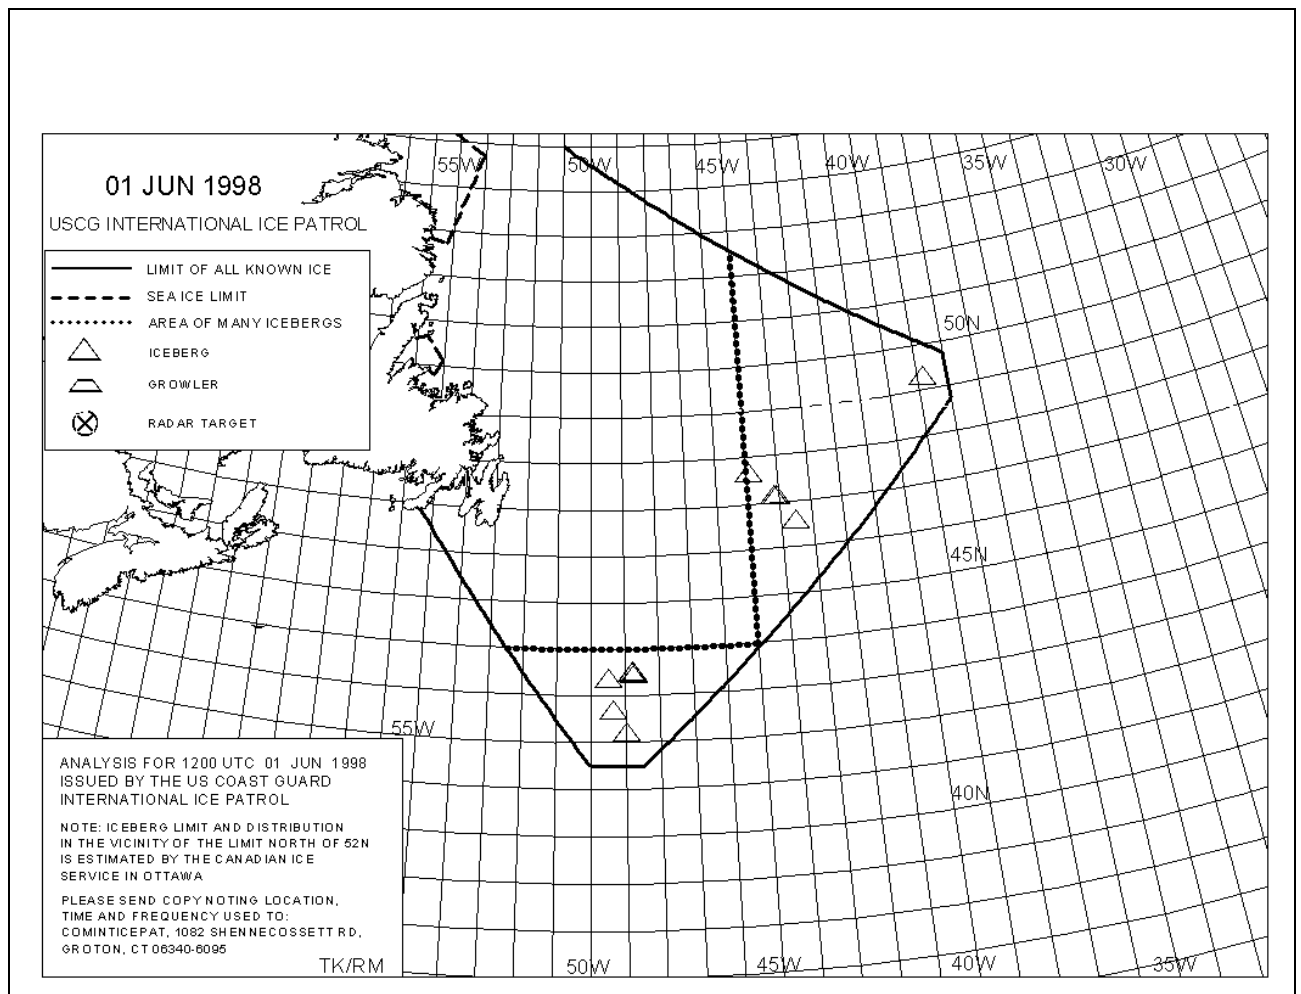 55W 50W 45W 40W 35W 30W
01 JUN 1998
USCG INTERNATIONAL ICE PATROL
LIMIT OF ALL KNOWN ICE
SEA ICE LIMIT
AREA OF MANY ICEBERGS
ICEBERG
GROWLER
RADAR TARGET
50N
45N
55W
40N
ANALYSIS FOR 1200 UTC 01 JUN 1998
ISSUED BY THE US COAST GUARD
INTERNATIONAL ICE PATROL
NOTE: ICEBERG LIMIT AND DISTRIBUTION
IN THE VICINITY OF THE LIMIT NORTH OF 52N
IS ESTIMATED BY THE CANADIAN ICE
SERVICE IN OTTAWA
PLEASE SEND COPY NOTING LOCATION,
TIME AND FREQUENCY USED TO:
COMINTICEPAT, 1082 SHENNECOSSETT RD,
GROTON, CT 06340-6095
TK/RM
50W 45W 40W 35W